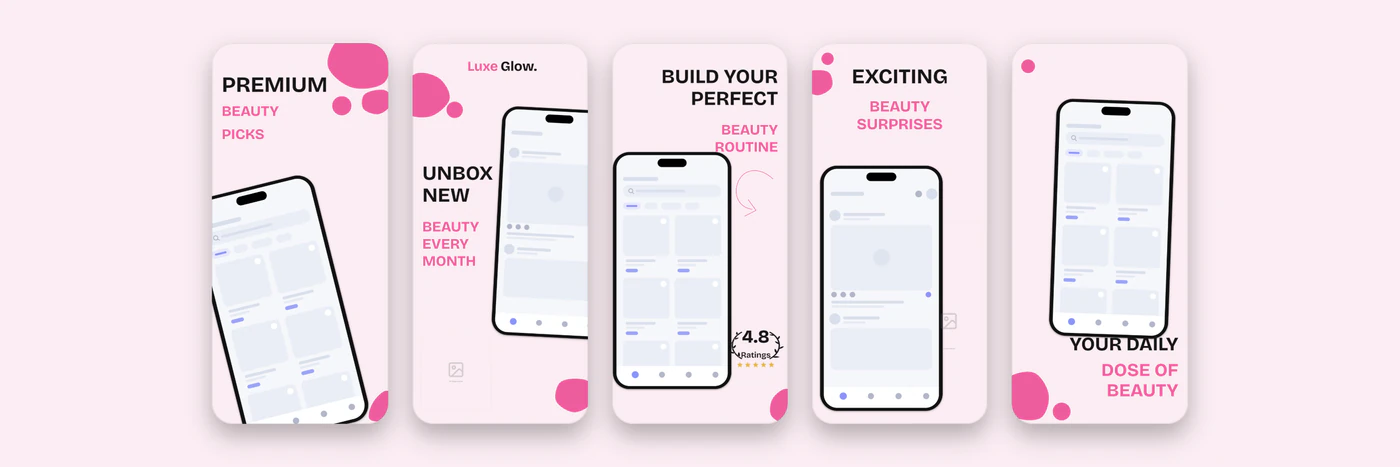 PREMIUM
BEAUTY
PICKS
Luxe Glow.
UNBOX
NEW
BEAUTY
EVERY
MONTH
BUILD YOUR
PERFECT
BEAUTY
ROUTINE
4.8
Ratings
EXCITING
BEAUTY
SURPRISES
YOUR DAILY
DOSE OF
BEAUTY